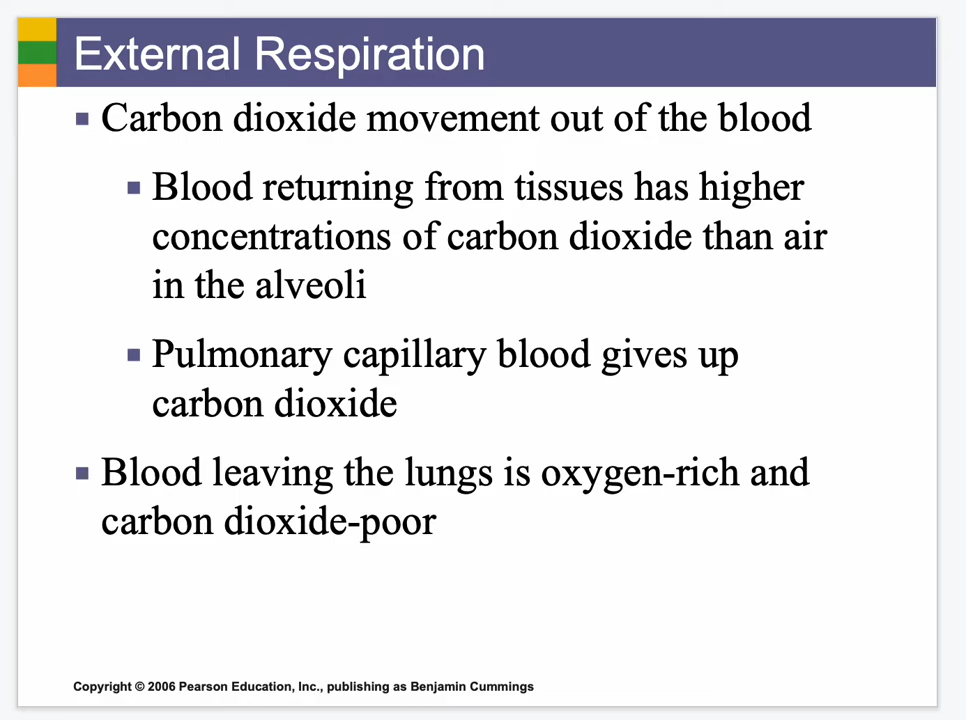 External Respiration
Carbon dioxide movement out of the blood
Blood returning from tissues has higher
concentrations of carbon dioxide than air
in the alveoli
Pulmonary capillary blood gives up
carbon dioxide
Blood leaving the lungs is oxygen-rich and
carbon dioxide-poor
Copyright © 2006 Pearson Education, Inc., publishing as Benjamin Cummings